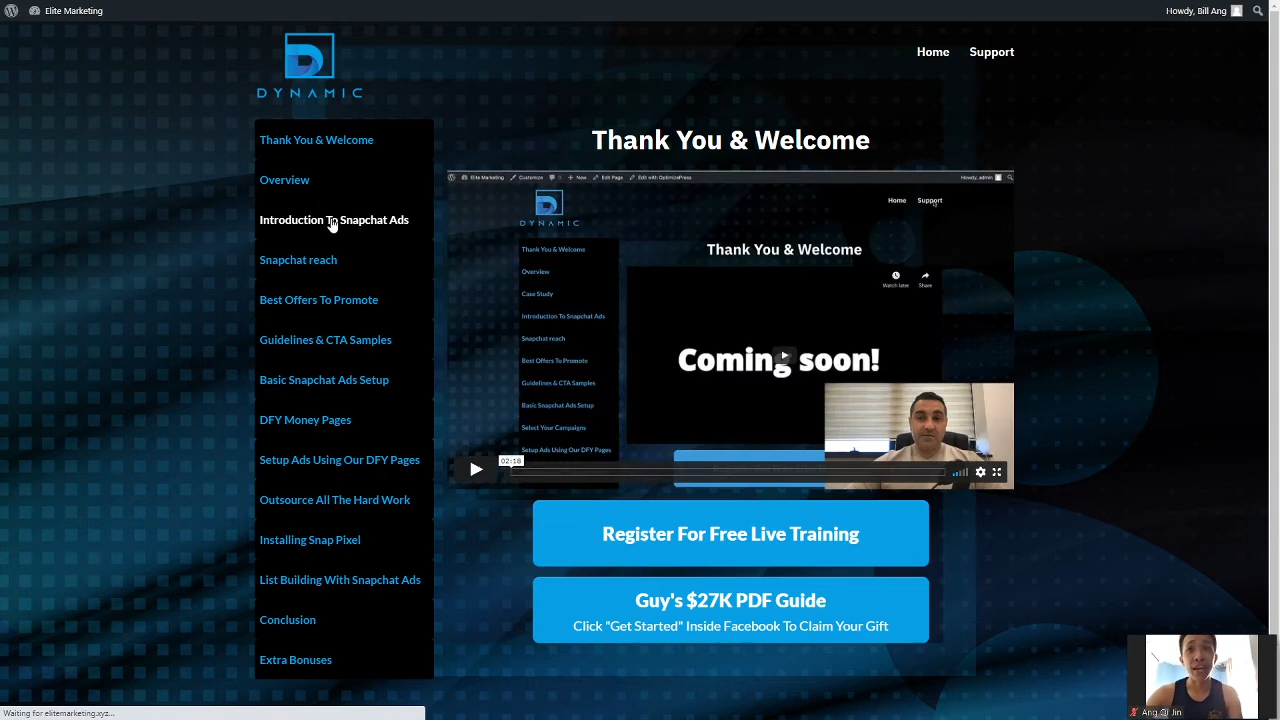 Elite Marketing
Howdy, Bill Ang
DYNAMIC
Home
Support
Thank You & Welcome
Overview
Introduction To Snapchat Ads
Snapchat reach
Best Offers To Promote
Guidelines & CTA Samples
Basic Snapchat Ads Setup
DFY Money Pages
Setup Ads Using Our DFY Pages
Outsource All The Hard Work
Installing Snap Pixel
List Building With Snapchat Ads
Conclusion
Extra Bonuses
Thank You & Welcome
Elite Marketing
Customize
New
Edit Page
Edit with OptimizePress
Howdy, admin
DYNAMIC
Home
Support
Thank You & Welcome
Overview
Case Study
Introduction To Snapchat Ads
Snapchat reach
Best Offers To Promote
Guidelines & CTA Samples
Basic Snapchat Ads Setup
Select Your Campaigns
Setup Ads Using Our DFY Pages
Thank You & Welcome
Watch later
Share
Coming soon!
02:18
Register For Free Live Training
Guy's $27K PDF Guide
Click "Get Started" Inside Facebook To Claim Your Gift
Waiting for elitemarketing.xyz...
Ang @ Jin